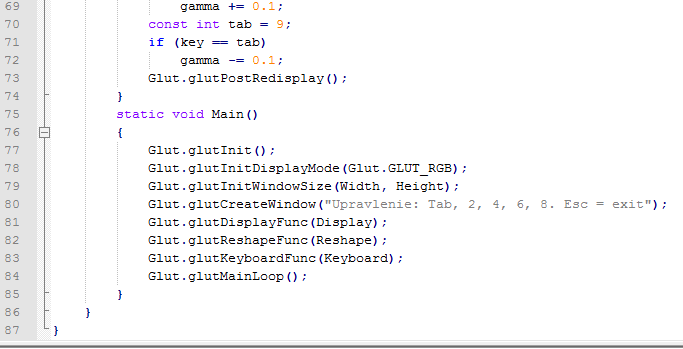 69 gamma += 0.1;
70 const int tab = 9;
71 if (key == tab)
72 gamma -= 0.1;
73 Glut.glutPostRedisplay();
74 }
75 static void Main()
76 {
77 Glut.glutInit();
78 Glut.glutInitDisplayMode(Glut.GLUT_RGB);
79 Glut.glutInitWindowSize(Width, Height);
80 Glut.glutCreateWindow("Upravlenie: Tab, 2, 4, 6, 8. Esc = exit");
81 Glut.glutDisplayFunc(Display);
82 Glut.glutReshapeFunc(Reshape);
83 Glut.glutKeyboardFunc(Keyboard);
84 Glut.glutMainLoop();
85 }
86 }
87 }